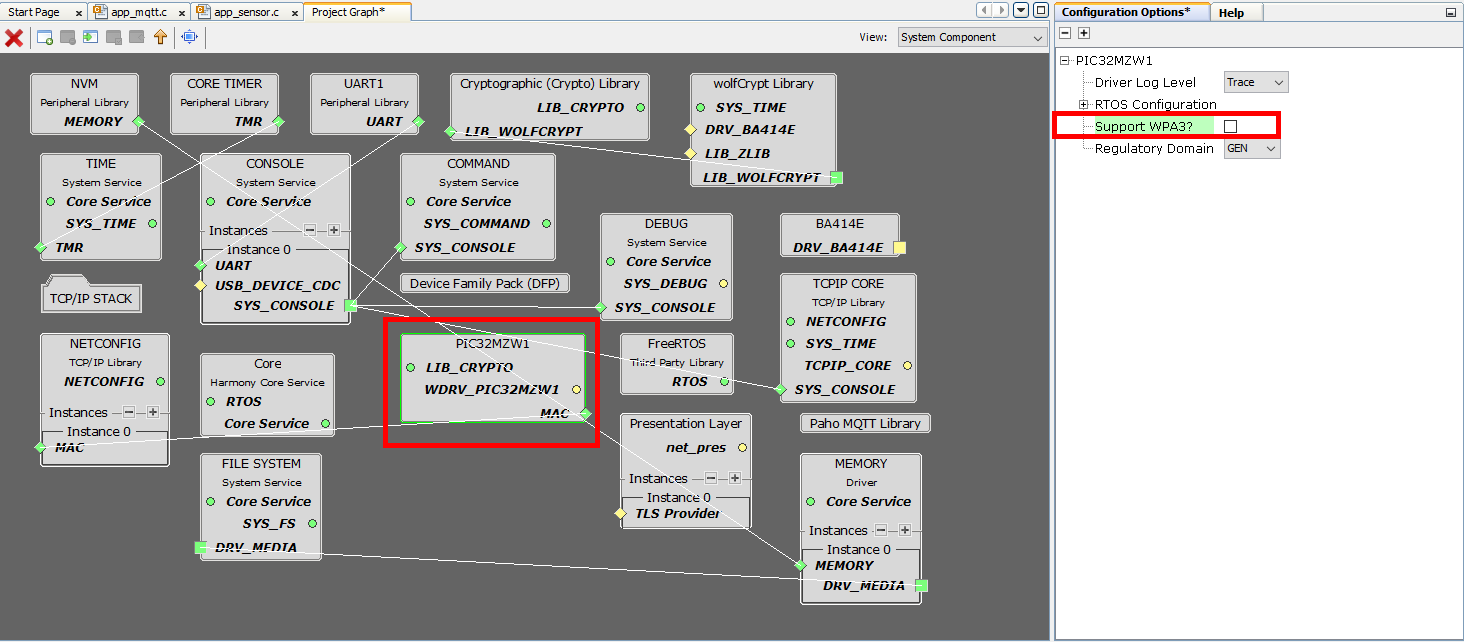 Start Page
app_mqtt.c
app_sensor.c
Project Graph*
View: System Component
NVM
Peripheral Library
MEMORY
CORE TIMER
Peripheral Library
TMR
UART1
Peripheral Library
UART
Cryptographic (Crypto) Library
LIB_CRYPTO
LIB_WOLFCRYPT
wolfCrypt Library
SYS_TIME
DRV_BA414E
LIB_ZLIB
LIB_WOLFCRYPT
TIME
System Service
Core Service
SYS_TIME
TMR
CONSOLE
System Service
Core Service
Instances
Instance 0
UART
USB_DEVICE_CDC
SYS_CONSOLE
COMMAND
System Service
Core Service
SYS_COMMAND
SYS_CONSOLE
DEBUG
System Service
Core Service
SYS_DEBUG
SYS_CONSOLE
BA414E
DRV_BA414E
TCP/IP STACK
Device Family Pack (DFP)
TCPIP CORE
TCP/IP Library
NETCONFIG
SYS_TIME
TCPIP_CORE
SYS_CONSOLE
NETCONFIG
TCP/IP Library
NETCONFIG
Instances
Instance 0
MAC
Core
Harmony Core Service
RTOS
Core Service
PIC32MZW1
LIB_CRYPTO
WDRV_PIC32MZW1
MAC
FreeRTOS
Third Party Library
RTOS
Presentation Layer
net_pres
Instances
Instance 0
TLS Provider
Paho MQTT Library
FILE SYSTEM
System Service
Core Service
SYS_FS
DRV_MEDIA
MEMORY
Driver
Core Service
Instances
Instance 0
MEMORY
DRV_MEDIA
Configuration Options*
Help
PIC32MZW1
Driver Log Level Trace
RTOS Configuration
Support WPA3?
Regulatory Domain GEN